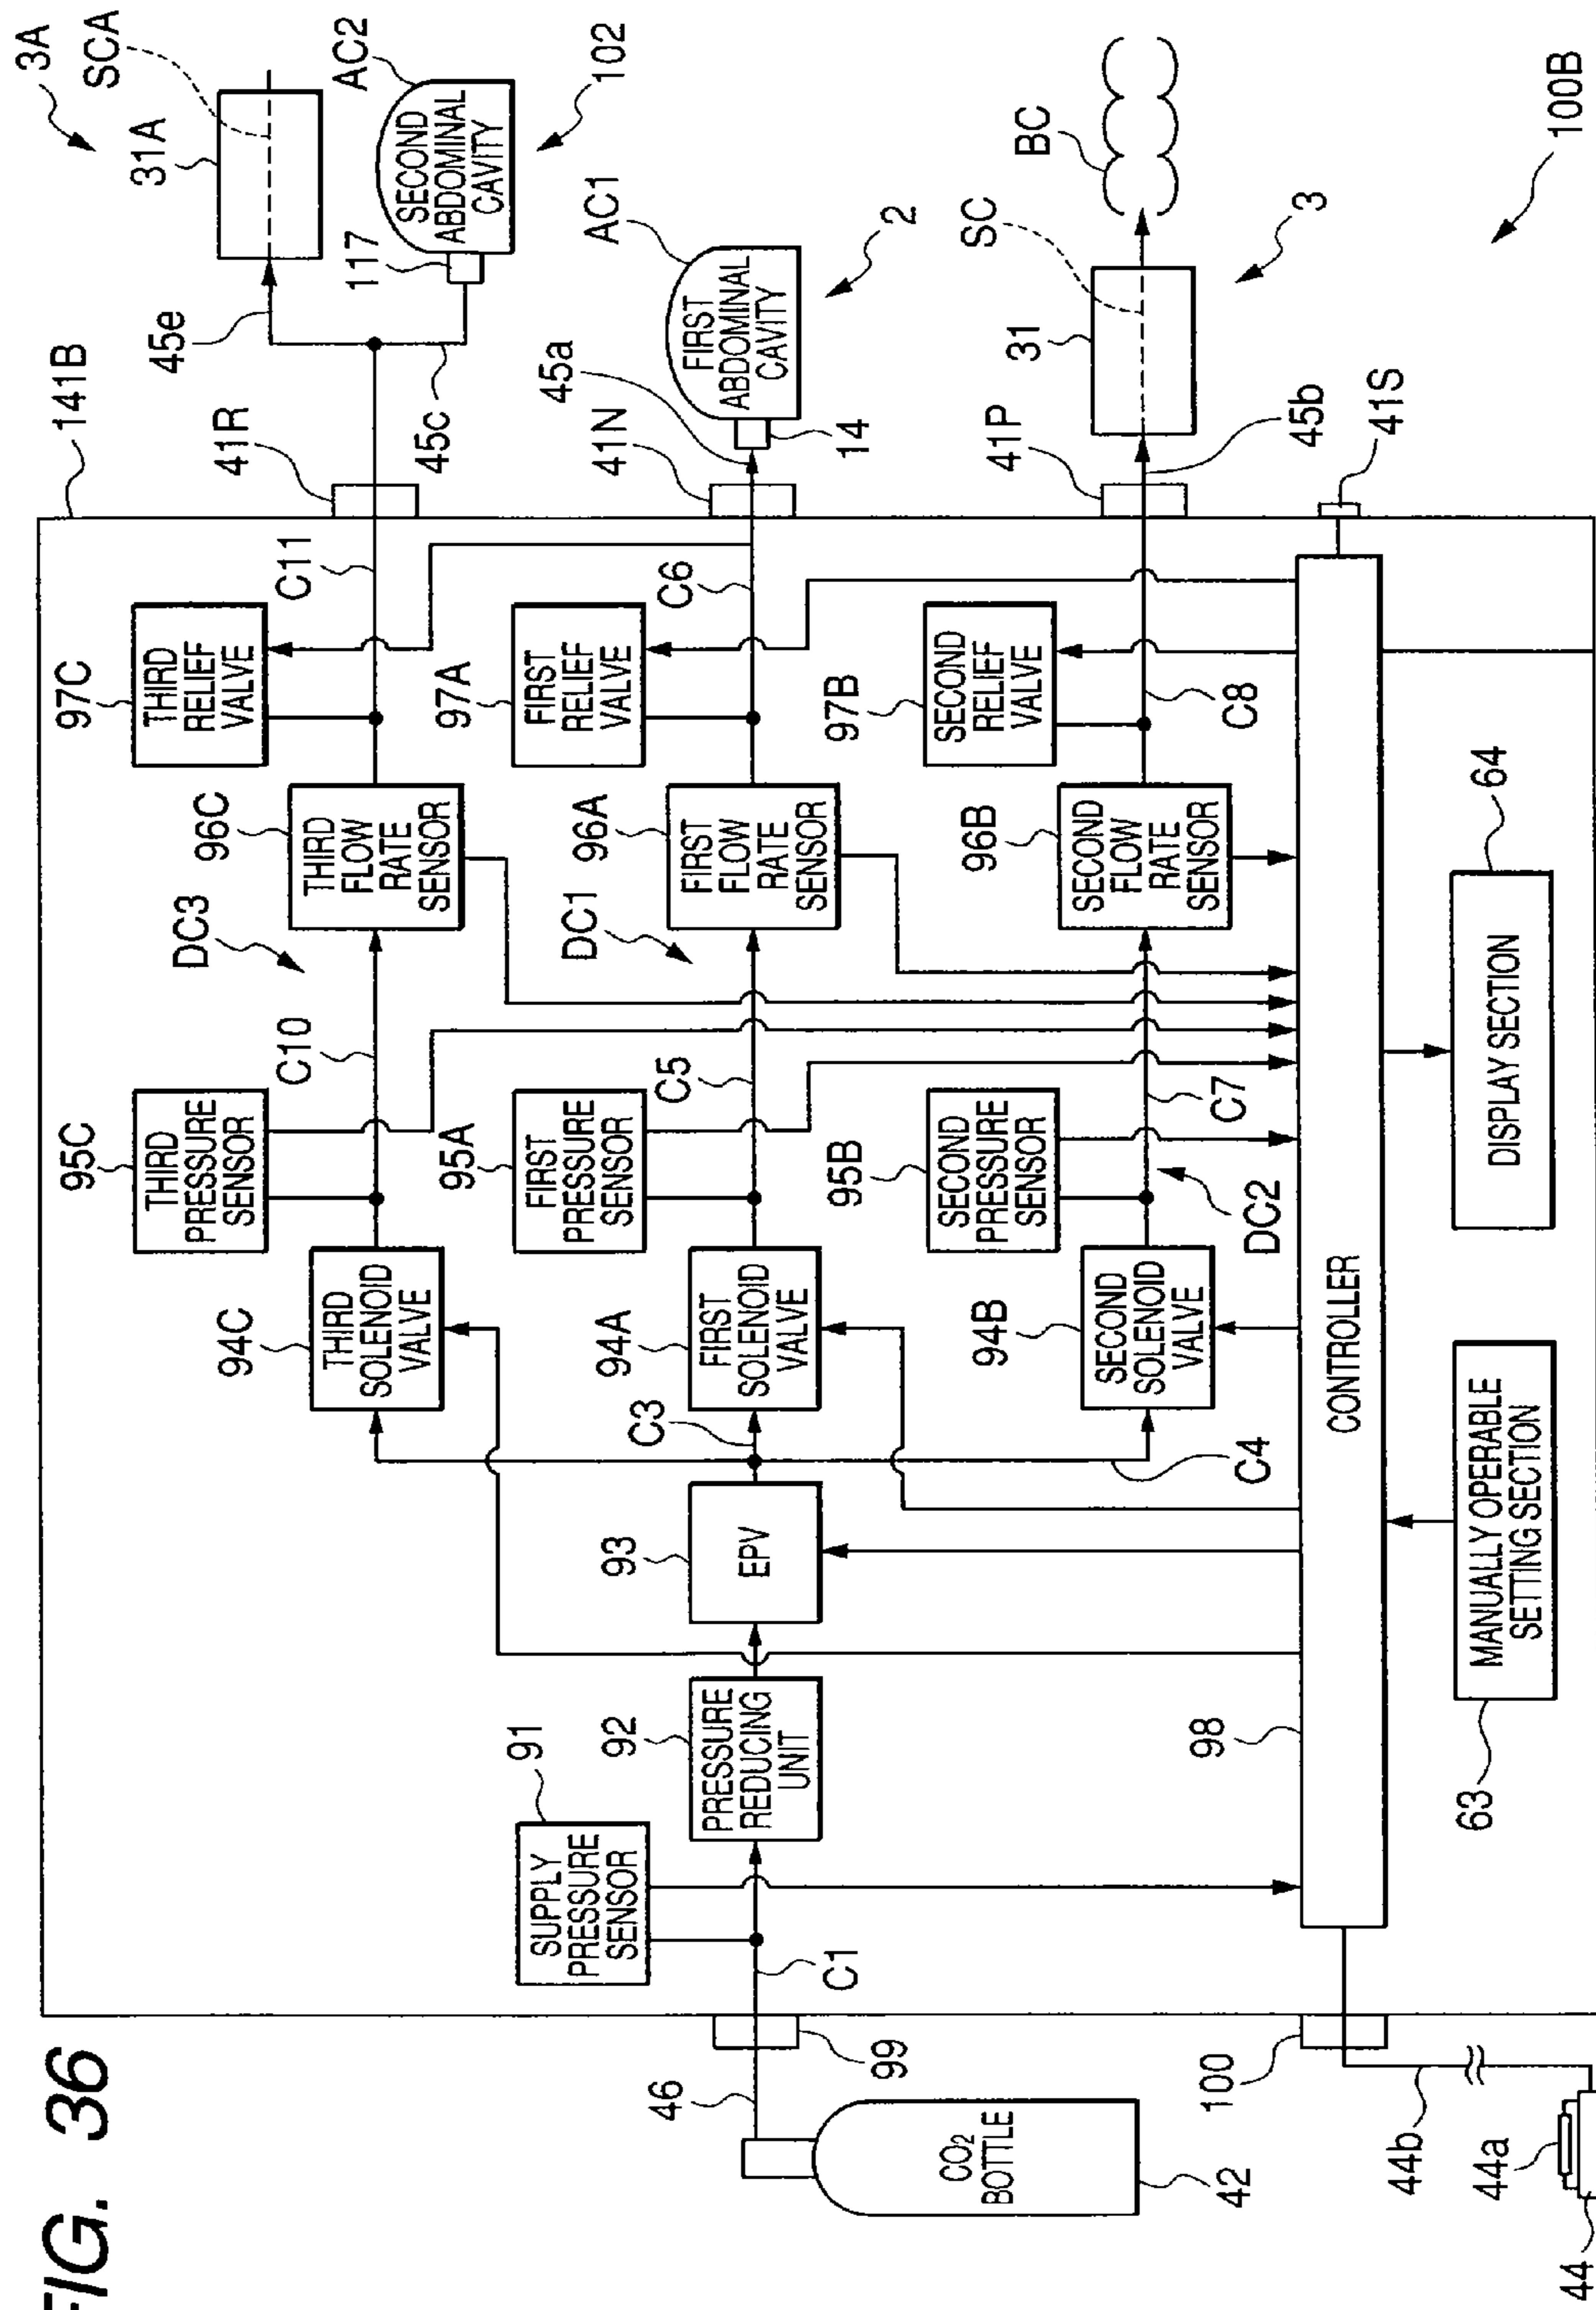 FIG. 36
141B
3A
SCA
31A
AC2
SECOND
ABDOMINAL
CAVITY
102
117
45e
45c
41R
C11
97C
THIRD
RELIEF
VALVE
96C
THIRD
FLOW
RATE
SENSOR
DC3
C10
95C
THIRD
PRESSURE
SENSOR
94C
THIRD
SOLENOID
VALVE
AC1
FIRST
ABDOMINAL
CAVITY
2
14
45a
41N
C6
97A
FIRST
RELIEF
VALVE
96A
FIRST
FLOW
RATE
SENSOR
DC1
C5
95A
FIRST
PRESSURE
SENSOR
94A
FIRST
SOLENOID
VALVE
C3
93
EPV
92
PRESSURE
REDUCING
UNIT
91
SUPPLY
PRESSURE
SENSOR
C1
99
46
CO₂
BOTTLE
42
BC
SC
31
3
100B
45b
41P
41S
C8
97B
SECOND
RELIEF
VALVE
96B
SECOND
FLOW
RATE
SENSOR
C7
DC2
95B
SECOND
PRESSURE
SENSOR
94B
SECOND
SOLENOID
VALVE
C4
98
CONTROLLER
64
DISPLAY SECTION
MANUALLY OPERABLE
SETTING SECTION
63
100
44b
44a
44